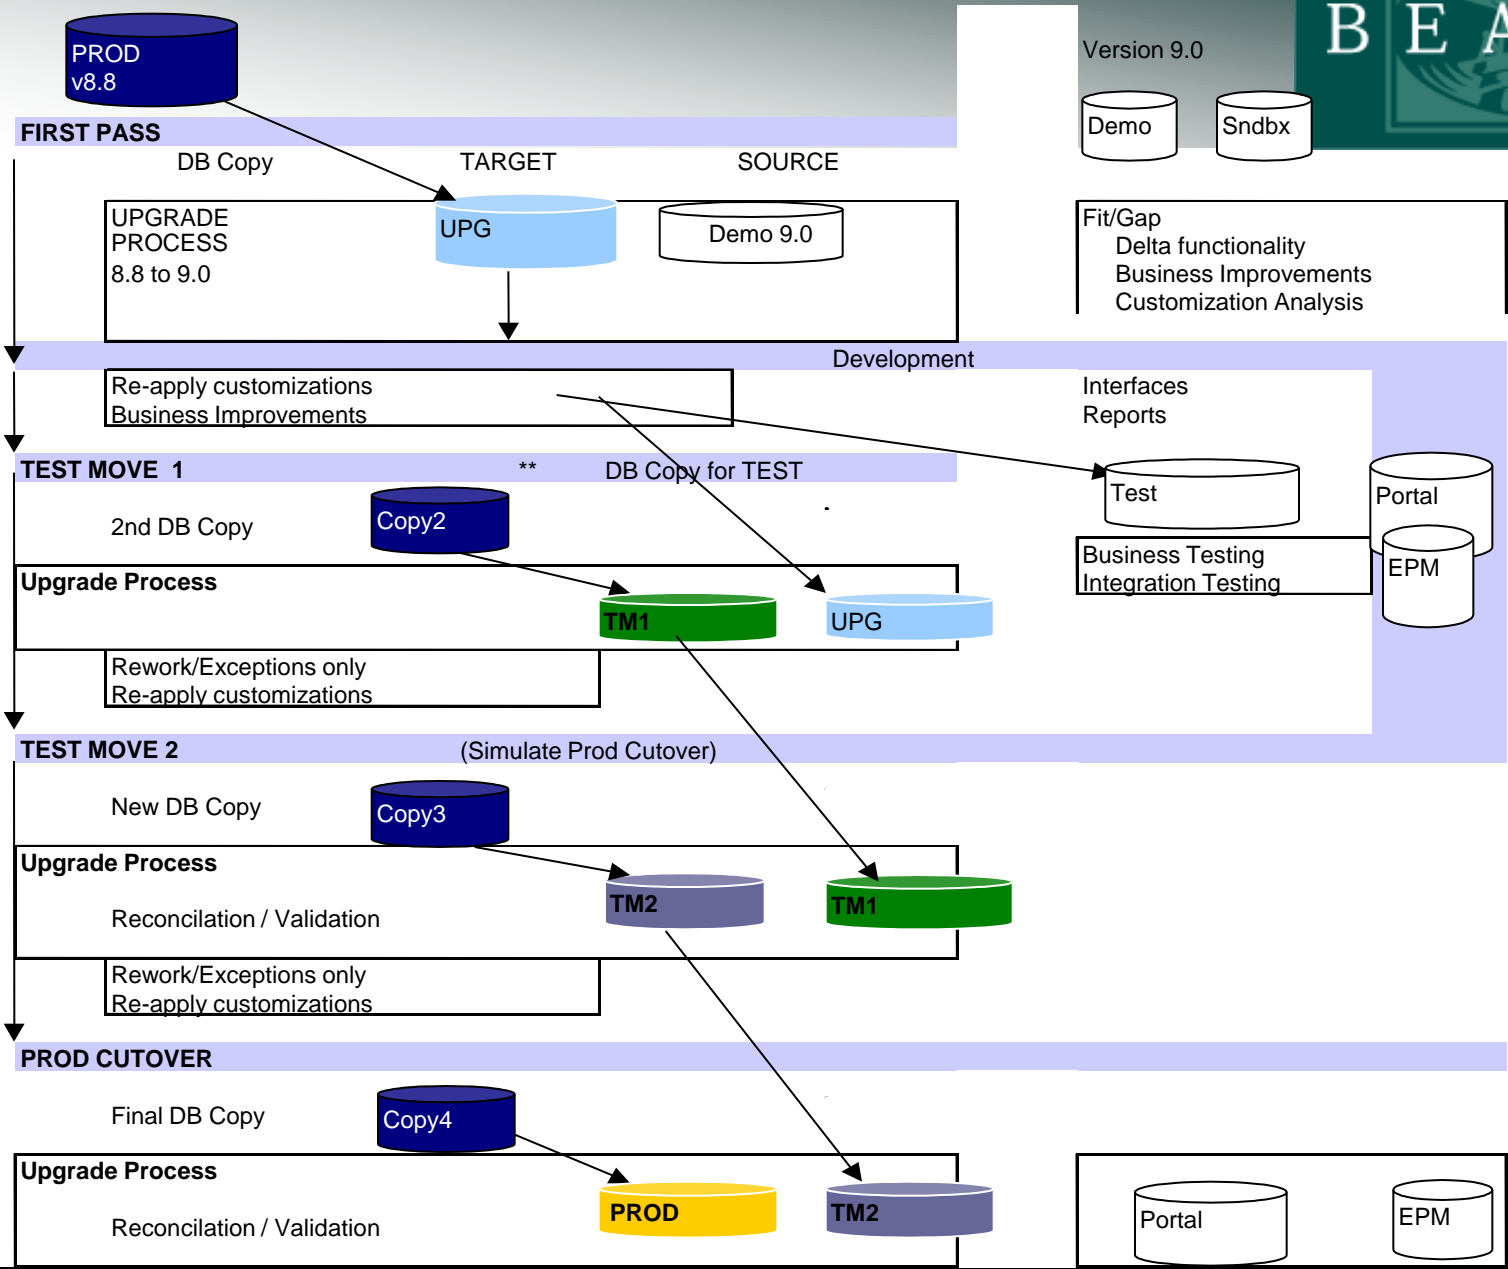 B E A
PROD
v8.8
Version 9.0
FIRST PASS
Demo
Sndbx
DB Copy
TARGET
SOURCE
UPGRADE
PROCESS
8.8 to 9.0
UPG
Demo 9.0
Fit/Gap
Delta functionality
Business Improvements
Customization Analysis
Development
Re-apply customizations
Business Improvements
Interfaces
Reports
TEST MOVE 1
**
DB Copy for TEST
Test
Portal
2nd DB Copy
Copy2
Business Testing
Integration Testing
EPM
Upgrade Process
TM1
UPG
Rework/Exceptions only
Re-apply customizations
TEST MOVE 2
(Simulate Prod Cutover)
New DB Copy
Copy3
Upgrade Process
TM2
TM1
Reconcilation / Validation
Rework/Exceptions only
Re-apply customizations
PROD CUTOVER
Final DB Copy
Copy4
Upgrade Process
PROD
TM2
Portal
EPM
Reconcilation / Validation